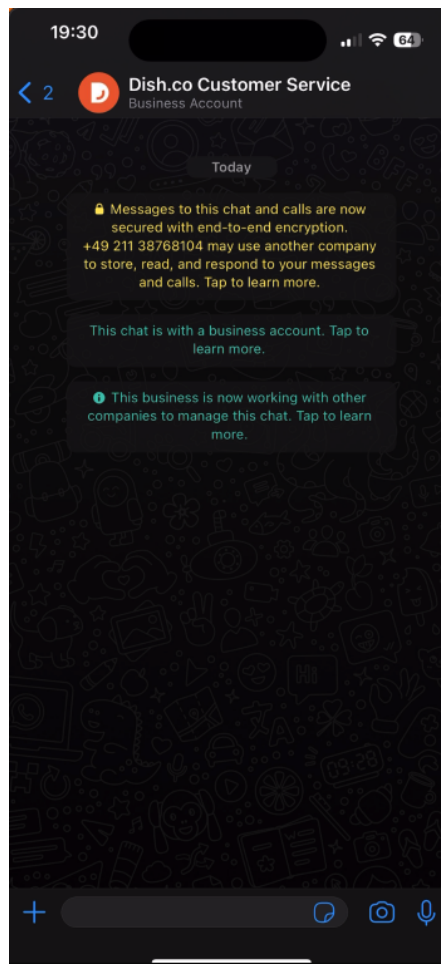 19:30
64
2
Dish.co Customer Service
Business Account
Today
Messages to this chat and calls are now
secured with end-to-end encryption.
+49 211 38768104 may use another company
to store, read, and respond to your messages
and calls. Tap to learn more.
This chat is with a business account. Tap to
learn more.
This business is now working with other
companies to manage this chat. Tap to learn
more.
Hi
09:28